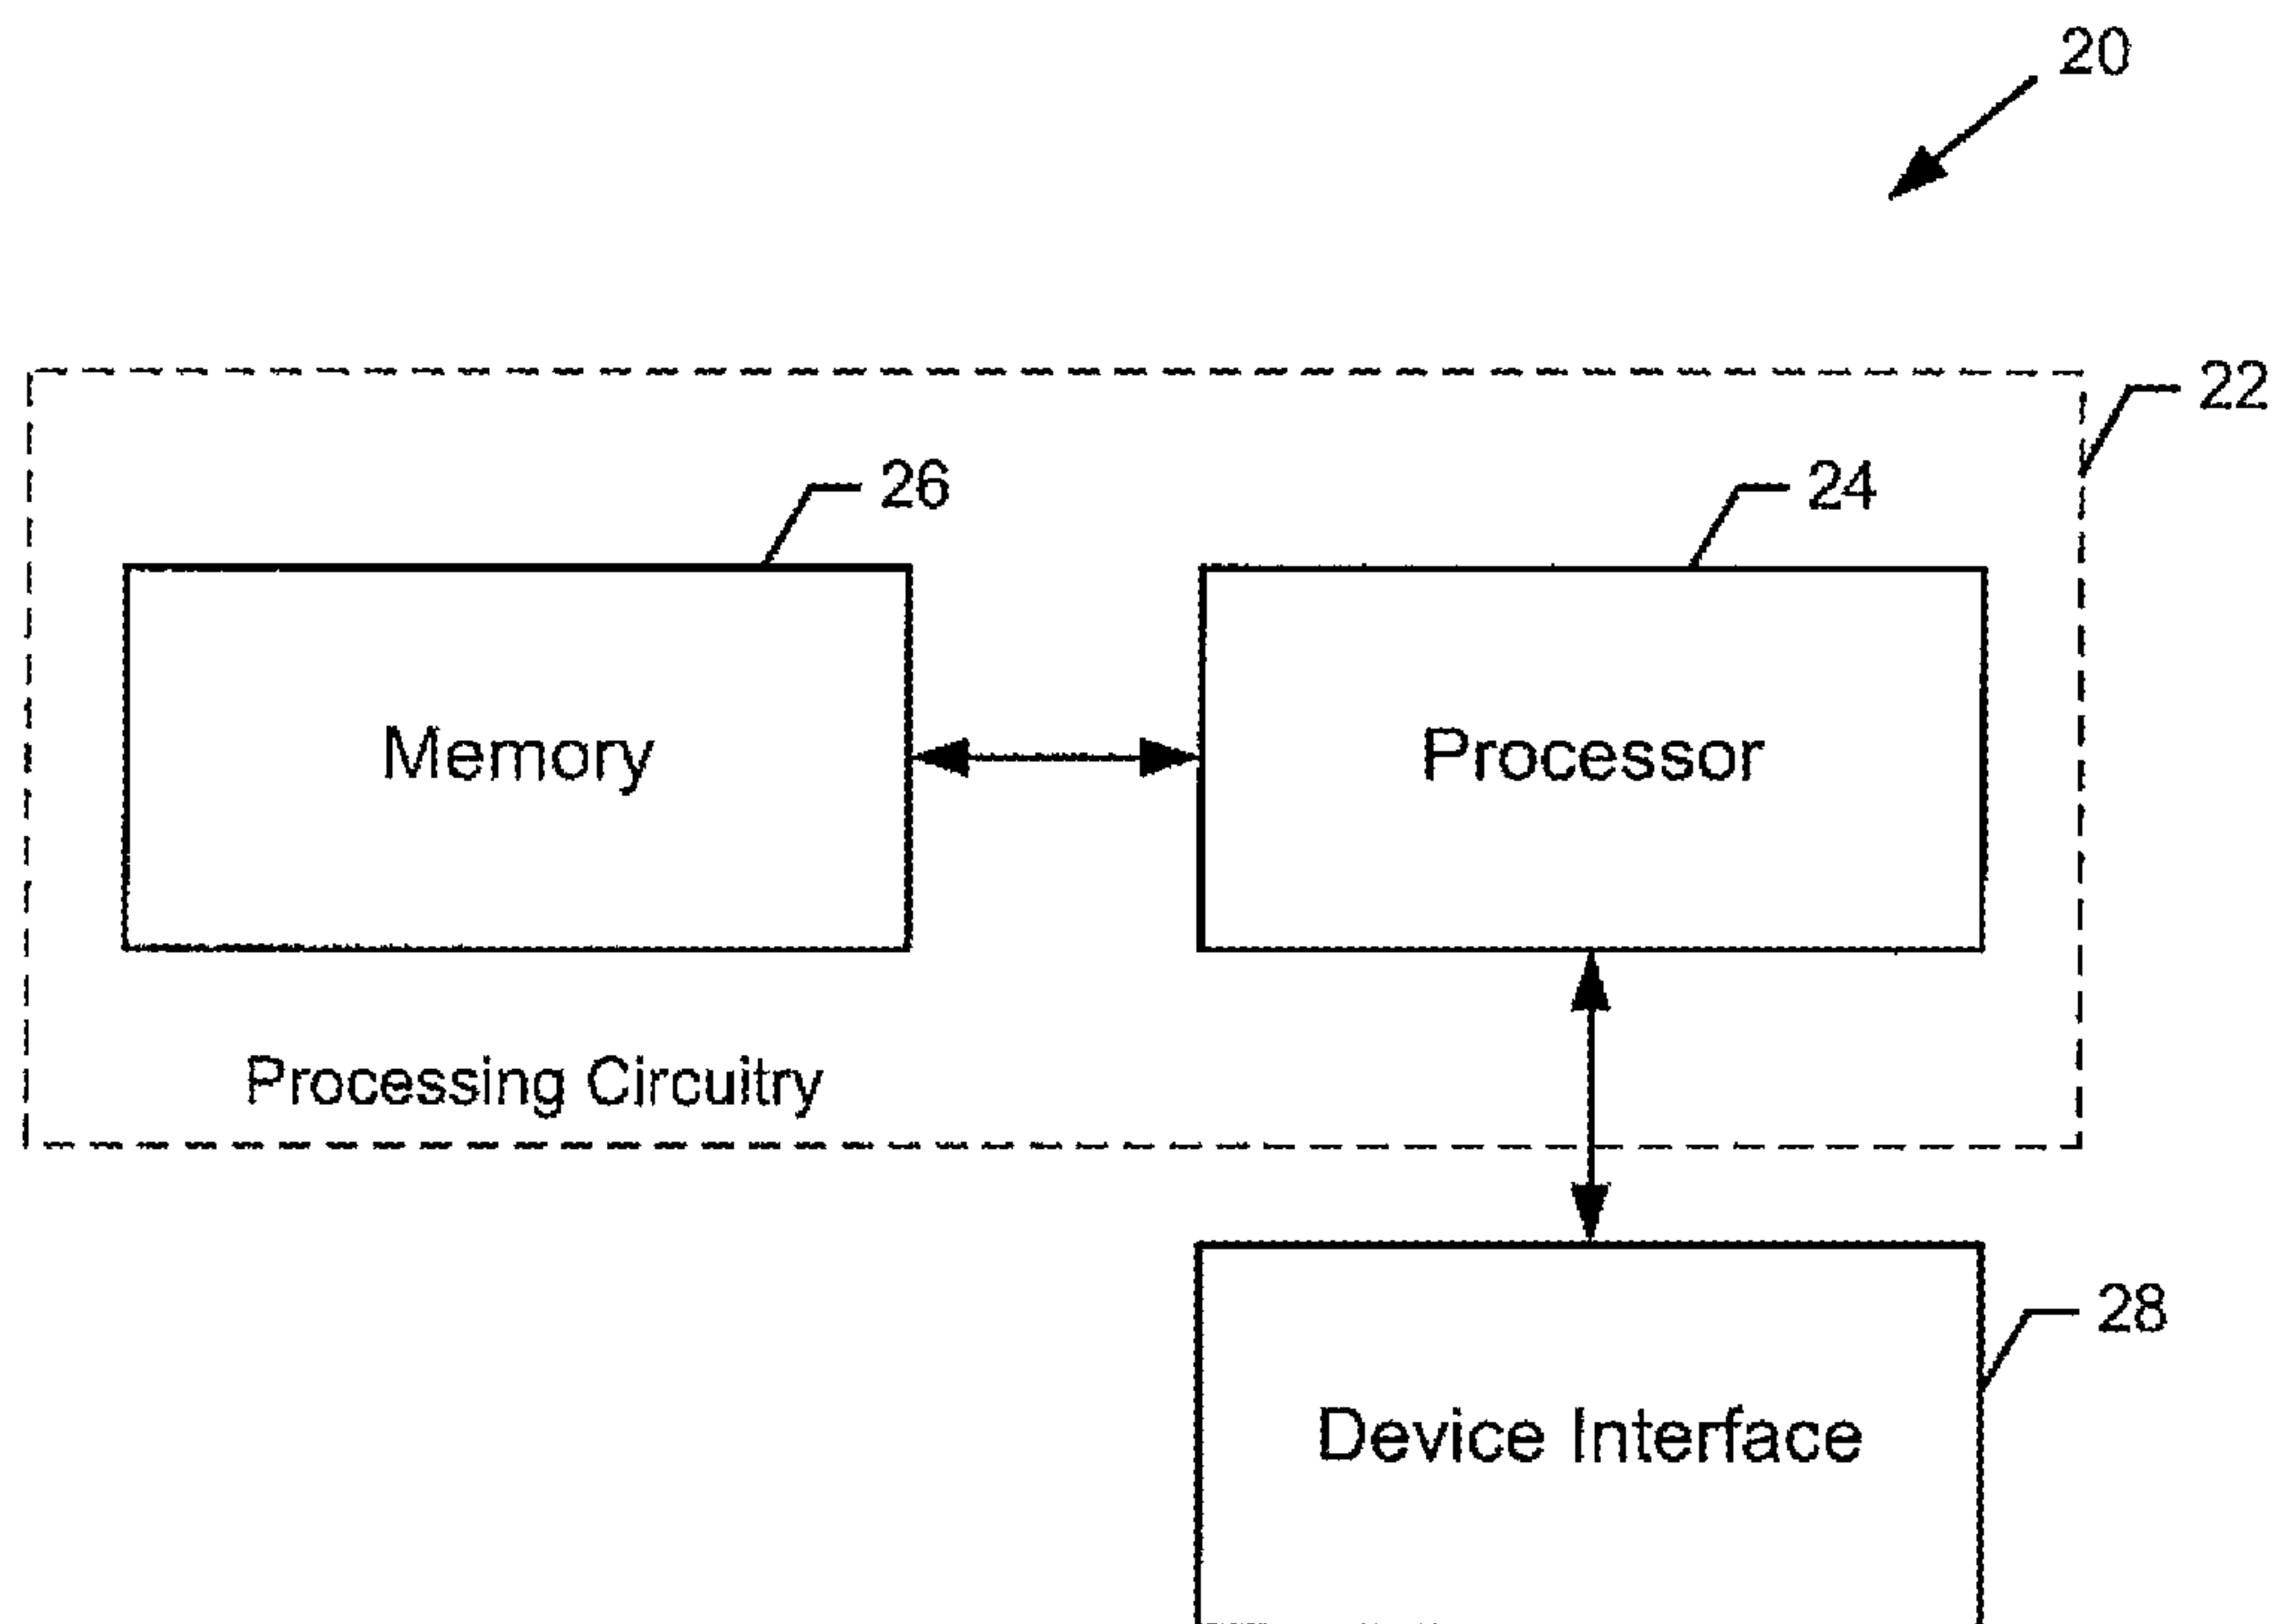 20
22
26
24
Memory
Processor
Processing Circuitry
28
Device Interface